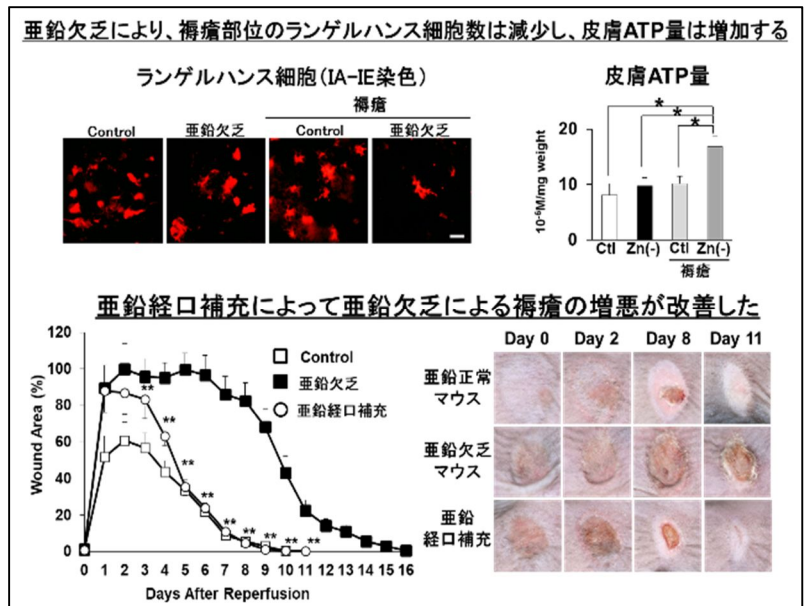 亜鉛欠乏により、褥瘡部位のランゲルハンス細胞数は減少し、皮膚ATP量は増加する
ランゲルハンス細胞(IA-IE染色)
褥瘡
Control 亜鉛欠乏 Control 亜鉛欠乏
皮膚ATP量
* * *
10⁻⁶M/mg weight
20
10
0
Ctl Zn(-) Ctl Zn(-)
褥瘡
亜鉛経口補充によって亜鉛欠乏による褥瘡の増悪が改善した
Wound Area (%)
120
100
80
60
40
20
0
Control
亜鉛欠乏
亜鉛経口補充
** ** ** ** ** ** ** ** **
0 1 2 3 4 5 6 7 8 9 10 11 12 13 14 15 16
Days After Reperfusion
Day 0 Day 2 Day 8 Day 11
亜鉛正常
マウス
亜鉛欠乏
マウス
亜鉛
経口補充